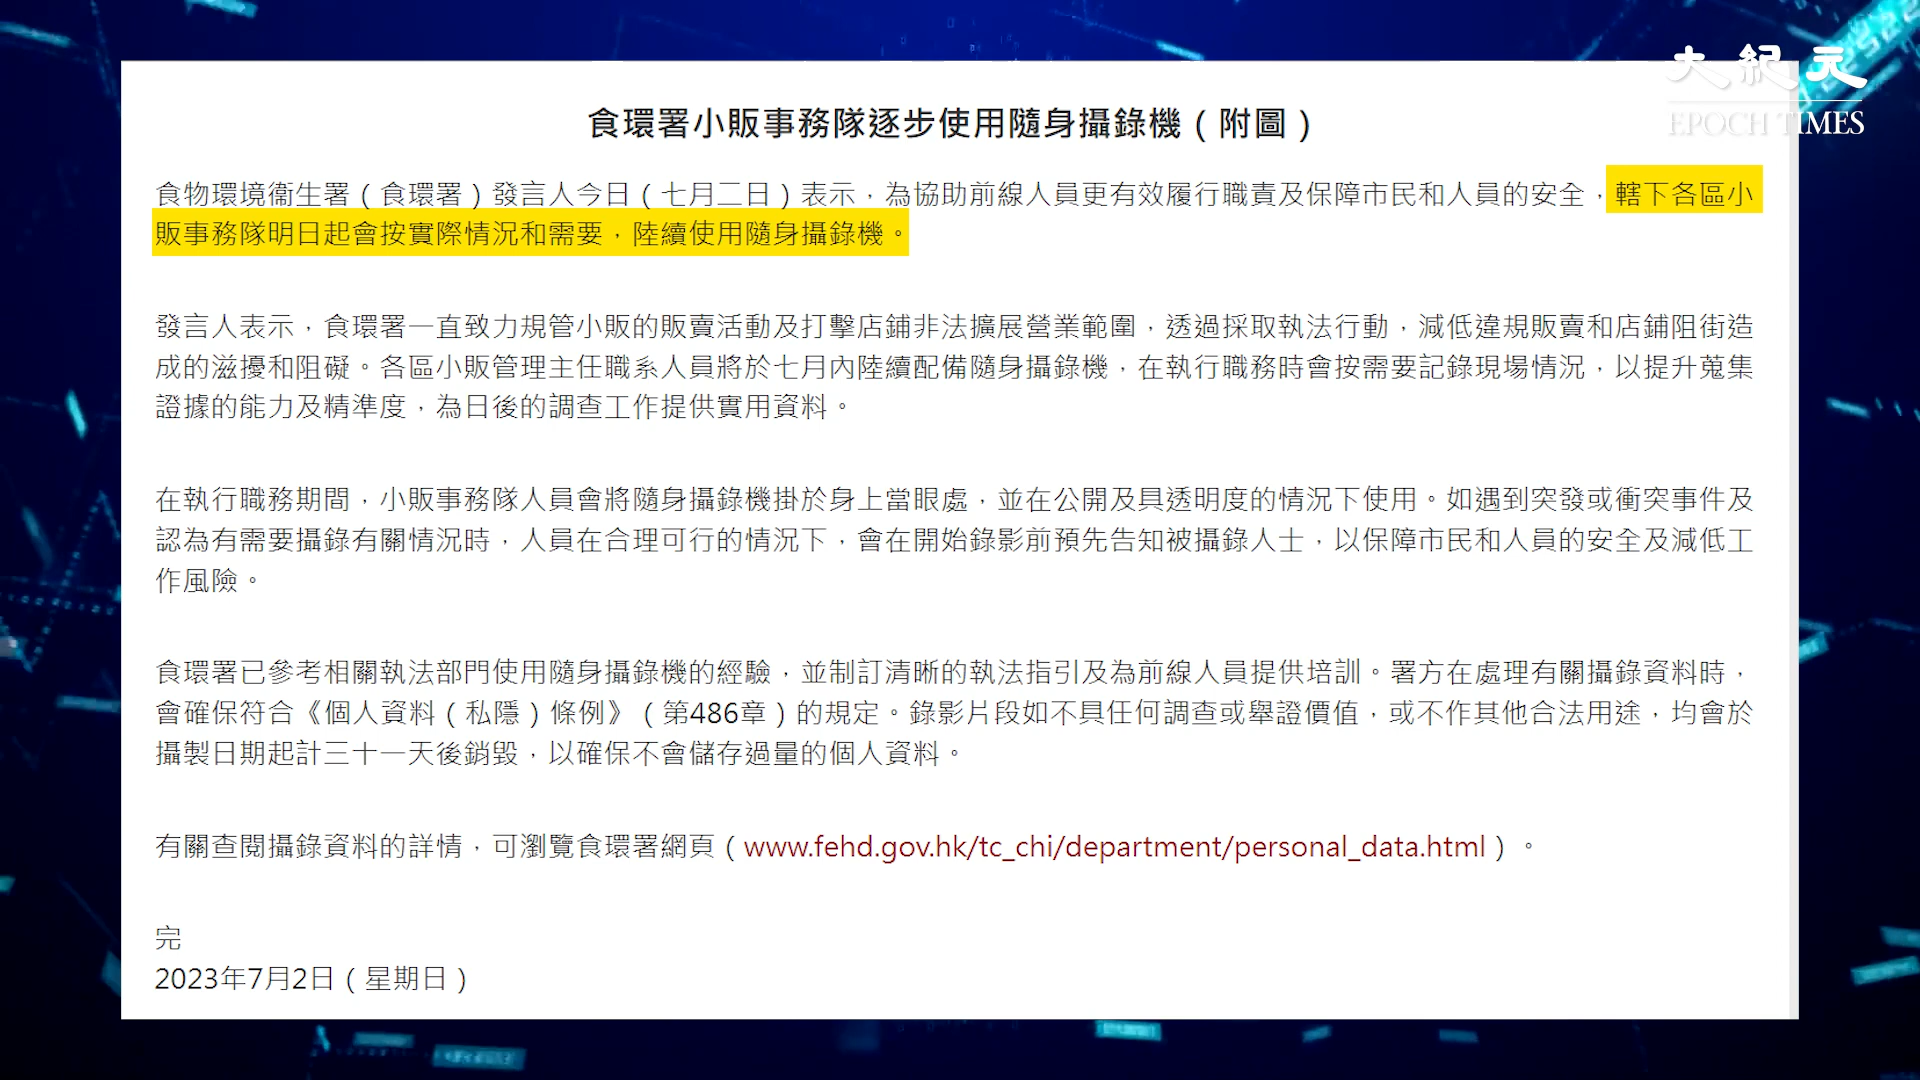 大紀元
EPOCH TIMES
食環署小販事務隊逐步使用隨身攝錄機（附圖）
食物環境衞生署（食環署）發言人今日（七月二日）表示，為協助前線人員更有效履行職責及保障市民和人員的安全，轄下各區小
販事務隊明日起會按實際情況和需要，陸續使用隨身攝錄機。
發言人表示，食環署一直致力規管小販的販賣活動及打擊店鋪非法擴展營業範圍，透過採取執法行動，減低違規販賣和店鋪阻街造
成的滋擾和阻礙。各區小販管理主任職系人員將於七月內陸續配備隨身攝錄機，在執行職務時會按需要記錄現場情況，以提升蒐集
證據的能力及精準度，為日後的調查工作提供實用資料。
在執行職務期間，小販事務隊人員會將隨身攝錄機掛於身上當眼處，並在公開及具透明度的情況下使用。如遇到突發或衝突事件及
認為有需要攝錄有關情況時，人員在合理可行的情況下，會在開始錄影前預先告知被攝錄人士，以保障市民和人員的安全及減低工
作風險。
食環署已參考相關執法部門使用隨身攝錄機的經驗，並制訂清晰的執法指引及為前線人員提供培訓。署方在處理有關攝錄資料時，
會確保符合《個人資料（私隱）條例》（第486章）的規定。錄影片段如不具任何調查或舉證價值，或不作其他合法用途，均會於
攝製日期起計三十一天後銷毀，以確保不會儲存過量的個人資料。
有關查閱攝錄資料的詳情，可瀏覽食環署網頁（www.fehd.gov.hk/tc_chi/department/personal_data.html）。
完
2023年7月2日（星期日）